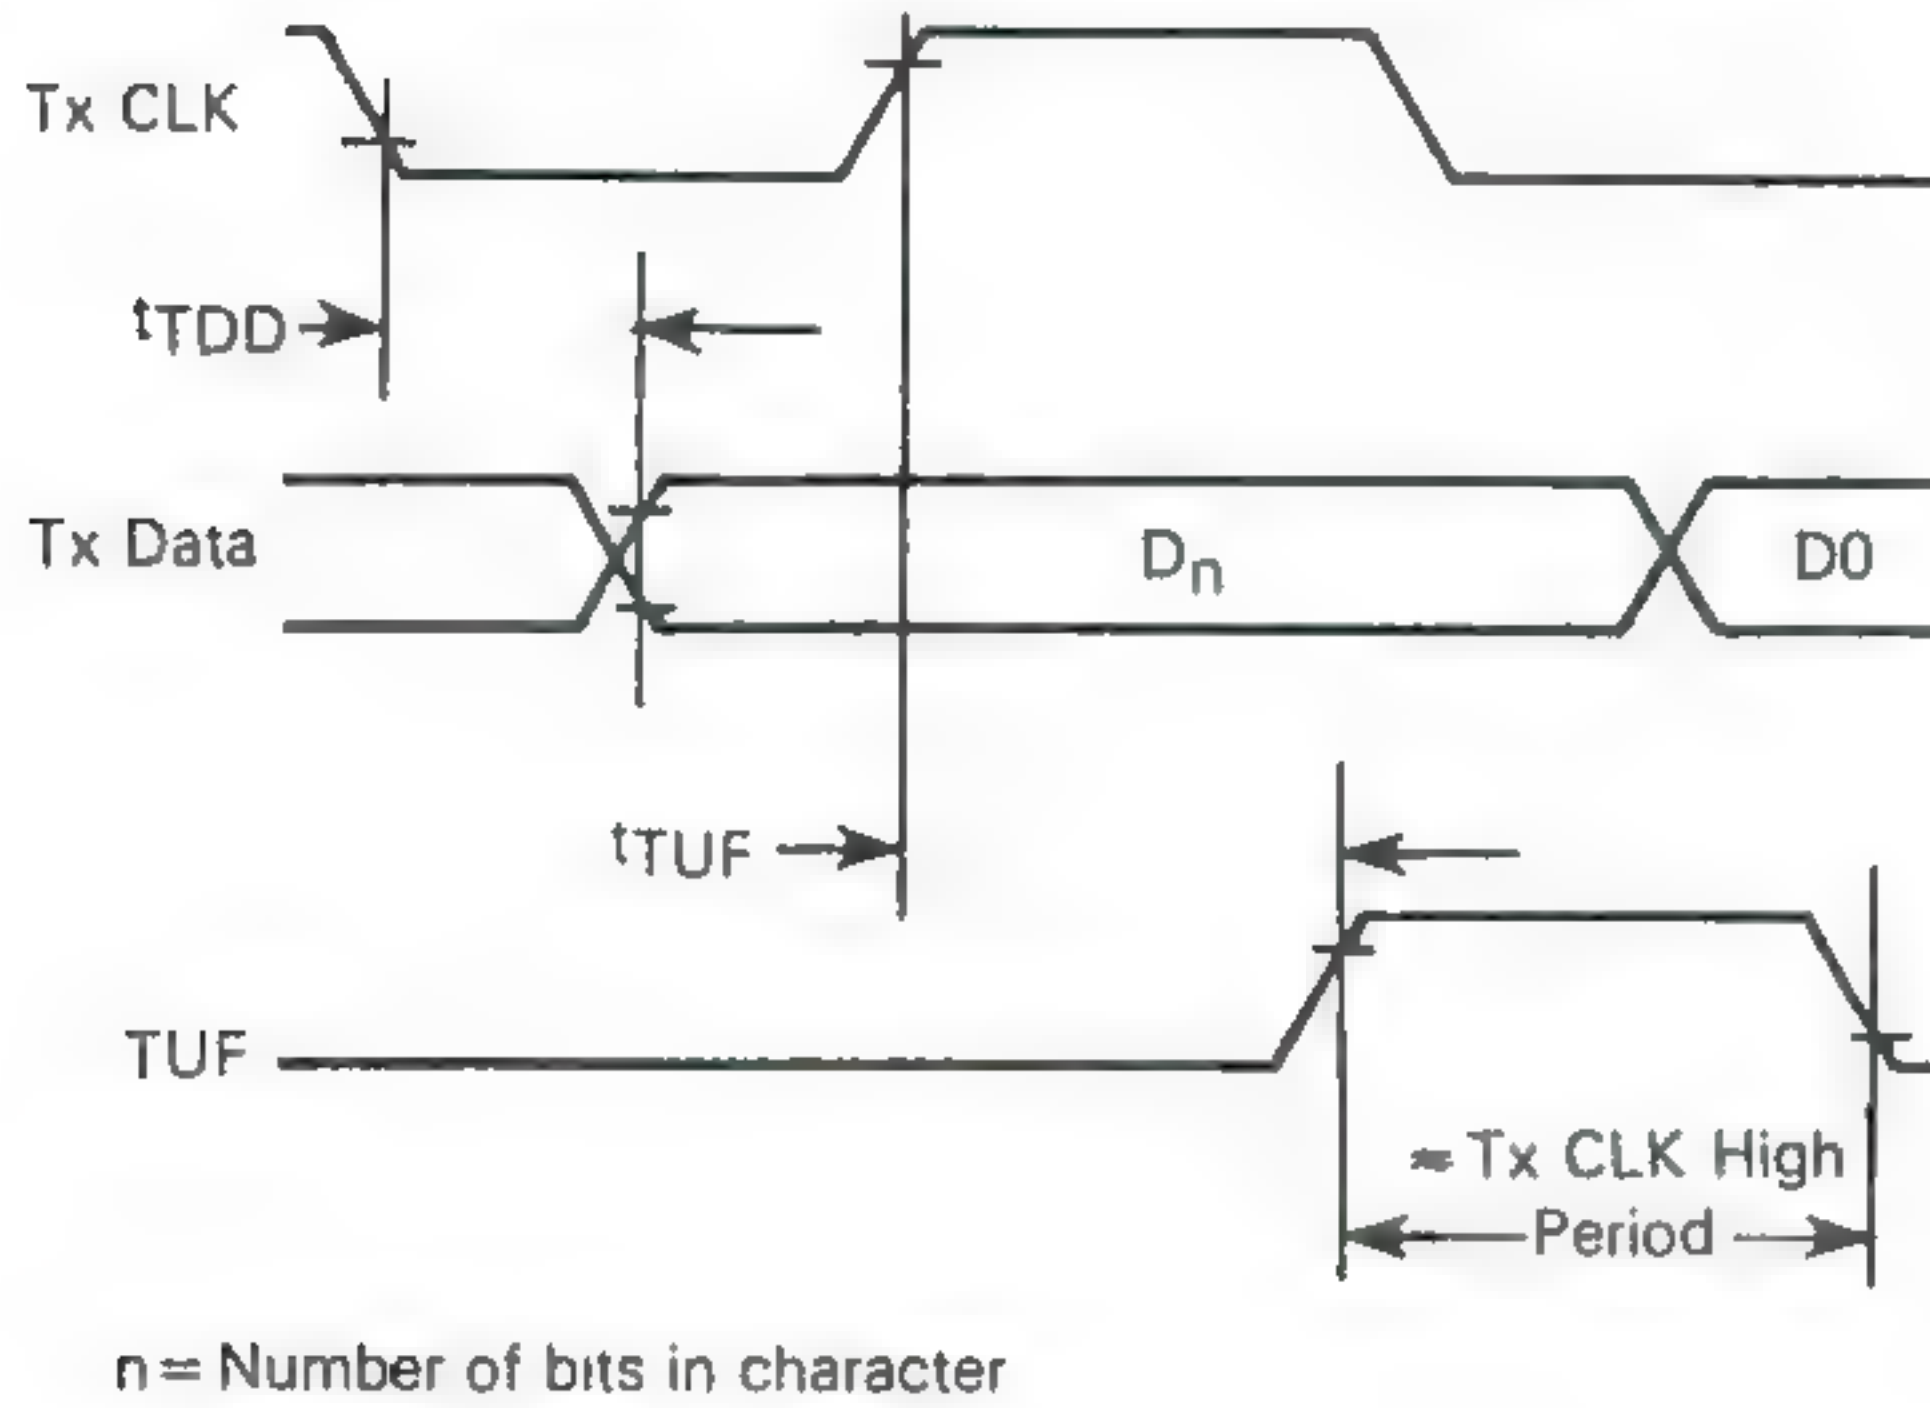 Tx CLK
tTDD
Tx Data
Dn
D0
tTUF
TUF
≈ Tx CLK High
Period
n = Number of bits in character